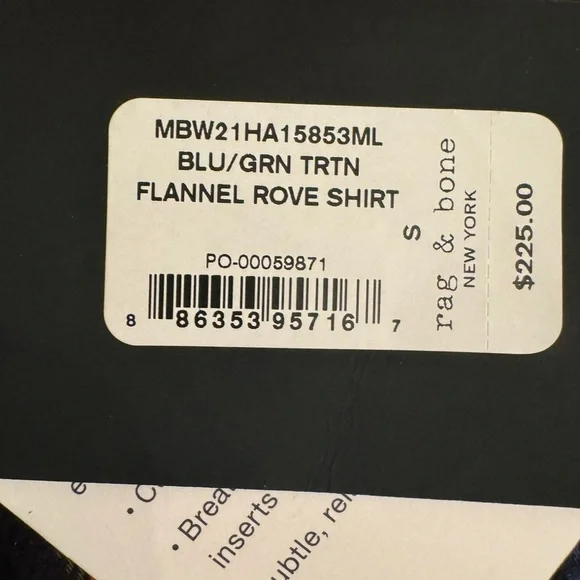 MBW21HA15853ML
BLU/GRN TRTN
FLANNEL ROVE SHIRT
S
PO-00059871
8 86353 95716 7
rag & bone
NEW YORK
$225.00
inserts